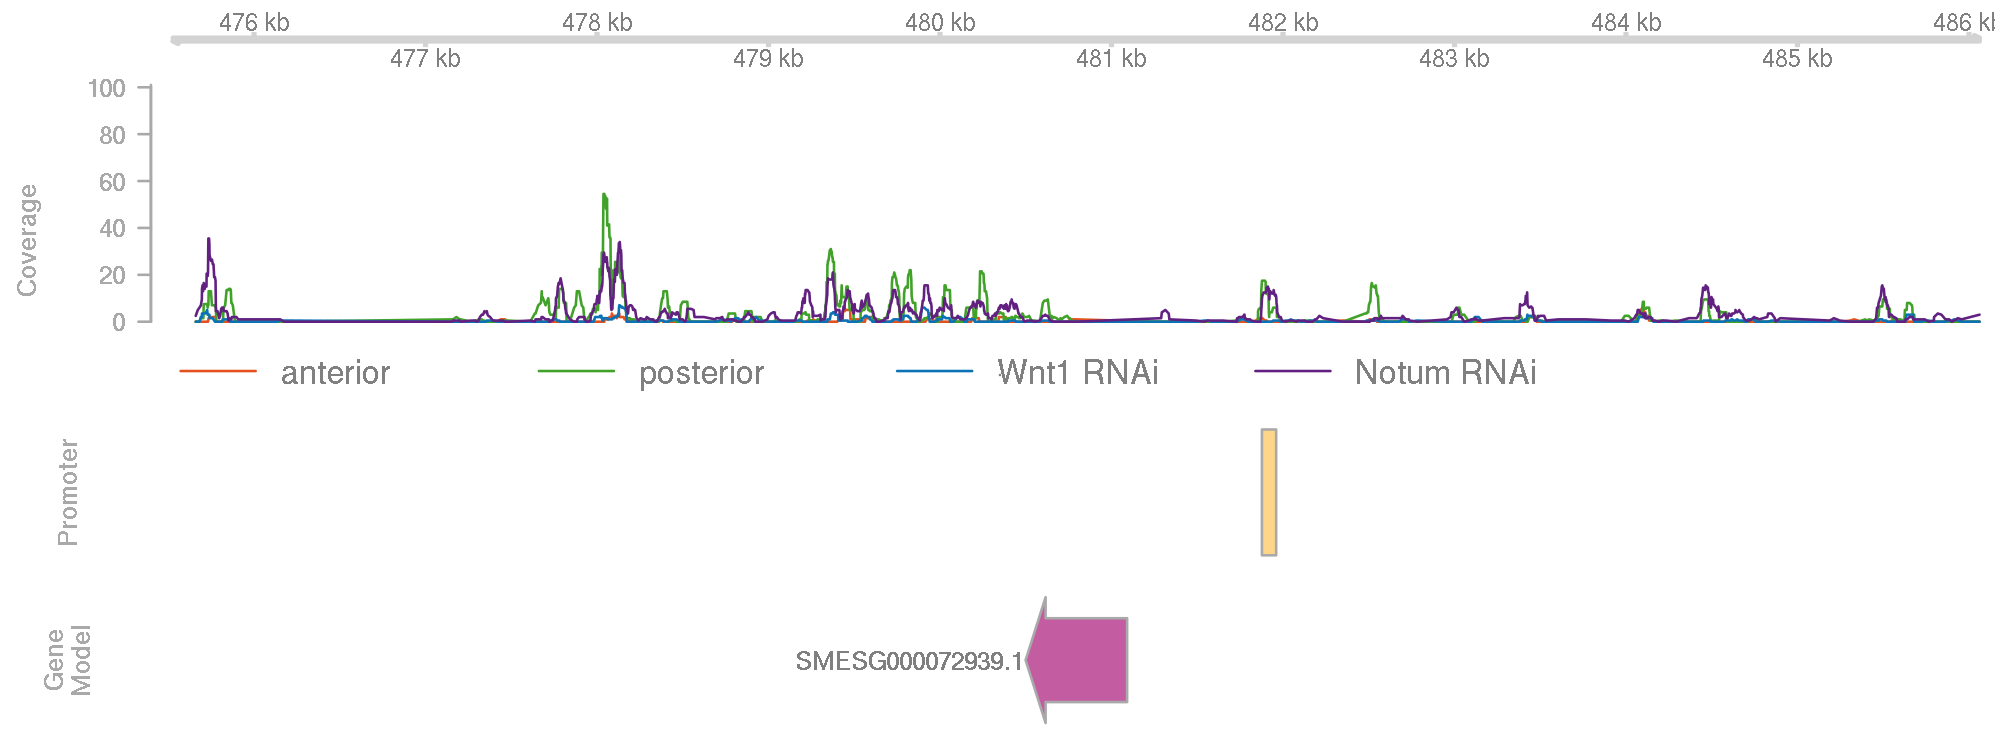 476 kb 478 kb 480 kb 482 kb 484 kb 486 k
477 kb 479 kb 481 kb 483 kb 485 kb
100
80
60
40
20
0
Coverage
anterior posterior Wnt1 RNAi Notum RNAi
Promoter
Gene
Model
SMESG000072939.1